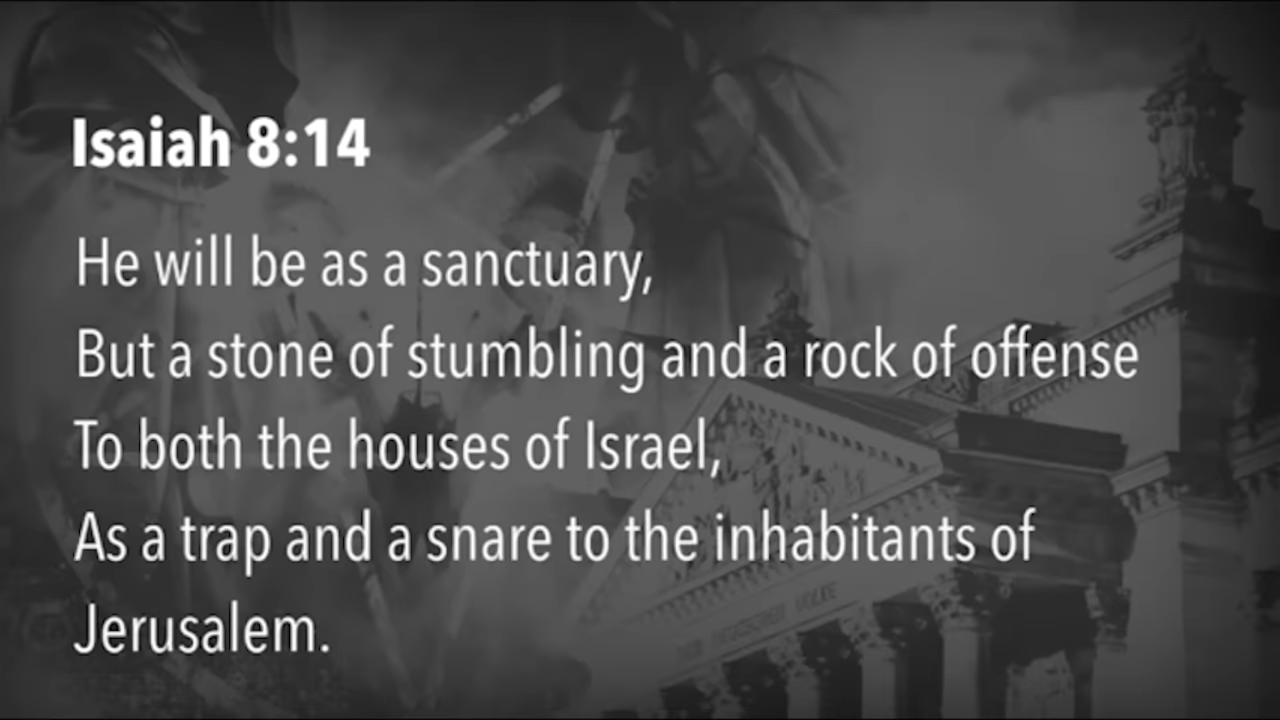 Isaiah 8:14
He will be as a sanctuary,
But a stone of stumbling and a rock of offense
To both the houses of Israel,
As a trap and a snare to the inhabitants of
Jerusalem.